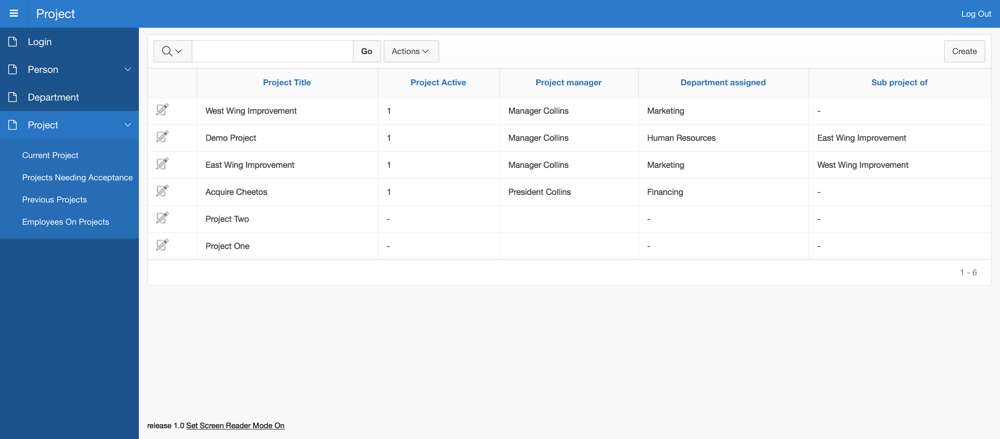 Project
Log Out
Login
Person
Department
Project
Current Project
Projects Needing Acceptance
Previous Projects
Employees On Projects
Go
Actions
Create
Project Title Project Active Project manager Department assigned Sub project of
West Wing Improvement 1 Manager Collins Marketing -
Demo Project 1 Manager Collins Human Resources East Wing Improvement
East Wing Improvement 1 Manager Collins Marketing West Wing Improvement
Acquire Cheetos 1 President Collins Financing -
Project Two - - -
Project One - - -
1 - 6
release 1.0 Set Screen Reader Mode On